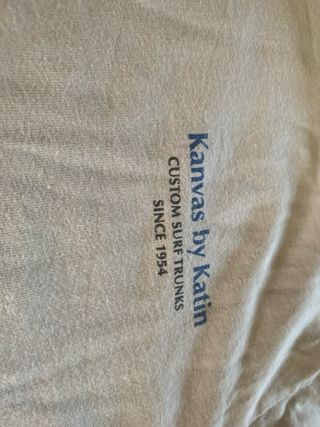 Kanvas by Katin
CUSTOM SURF TRUNKS
SINCE 1954